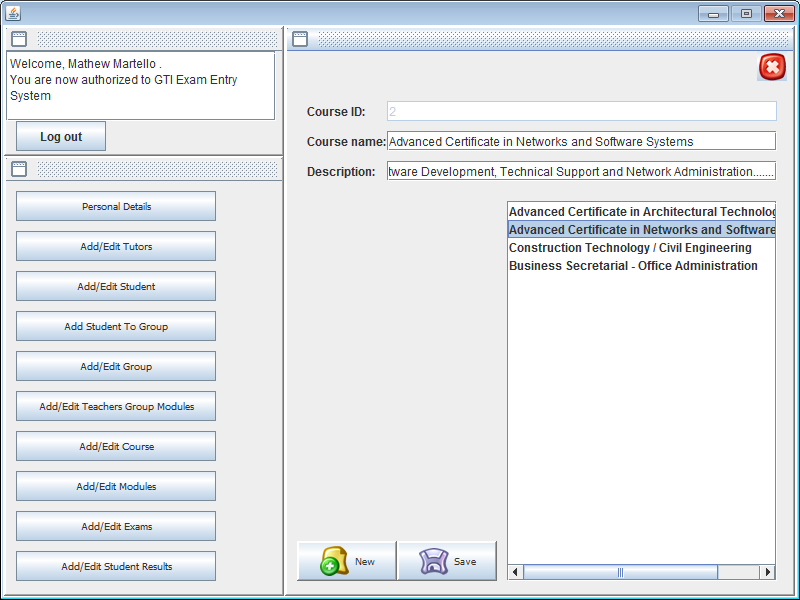 Welcome, Mathew Martello .
You are now authorized to GTI Exam Entry
System
Log out
Personal Details
Add/Edit Tutors
Add/Edit Student
Add Student To Group
Add/Edit Group
Add/Edit Teachers Group Modules
Add/Edit Course
Add/Edit Modules
Add/Edit Exams
Add/Edit Student Results
Course ID: 2
Course name: Advanced Certificate in Networks and Software Systems
Description: tware Development, Technical Support and Network Administration.......
Advanced Certificate in Architectural Technolog
Advanced Certificate in Networks and Software
Construction Technology / Civil Engineering
Business Secretarial - Office Administration
New
Save